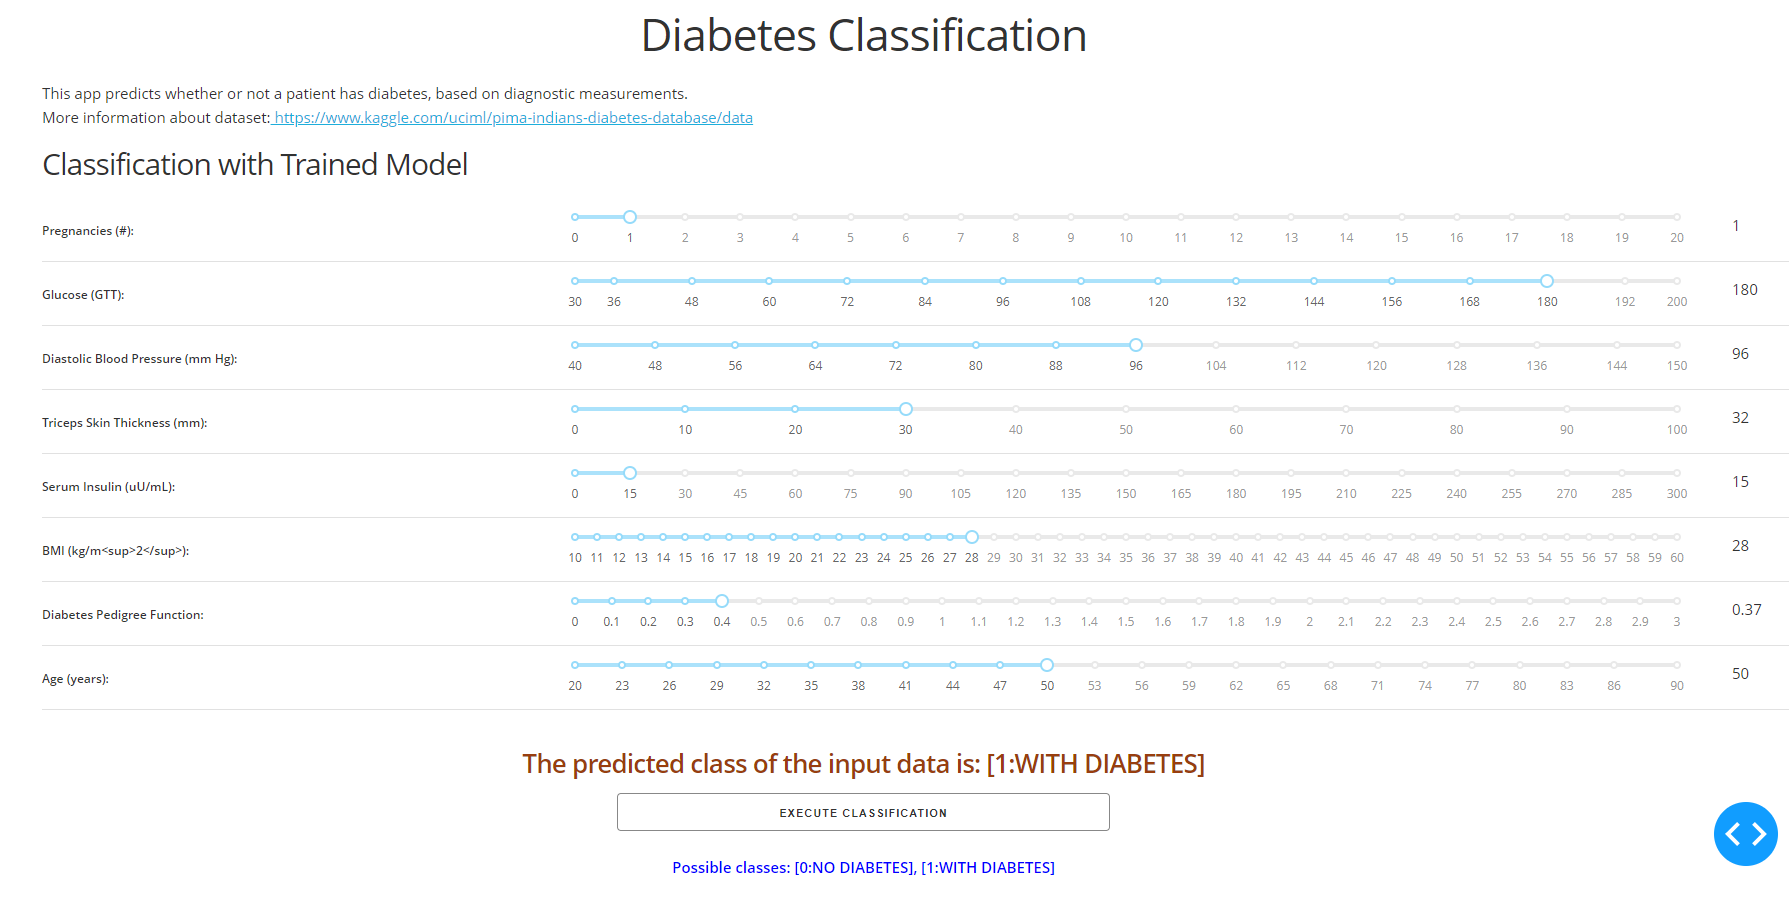 Diabetes Classification
This app predicts whether or not a patient has diabetes, based on diagnostic measurements.
More information about dataset: https://www.kaggle.com/uciml/pima-indians-diabetes-database/data
Classification with Trained Model
Pregnancies (#):
0 1 2 3 4 5 6 7 8 9 10 11 12 13 14 15 16 17 18 19 20
1
Glucose (GTT):
30 36 48 60 72 84 96 108 120 132 144 156 168 180 192 200
180
Diastolic Blood Pressure (mm Hg):
40 48 56 64 72 80 88 96 104 112 120 128 136 144 150
96
Triceps Skin Thickness (mm):
0 10 20 30 40 50 60 70 80 90 100
32
Serum Insulin (uU/mL):
0 15 30 45 60 75 90 105 120 135 150 165 180 195 210 225 240 255 270 285 300
15
BMI (kg/m<sup>2</sup>):
10 11 12 13 14 15 16 17 18 19 20 21 22 23 24 25 26 27 28 29 30 31 32 33 34 35 36 37 38 39 40 41 42 43 44 45 46 47 48 49 50 51 52 53 54 55 56 57 58 59 60
28
Diabetes Pedigree Function:
0 0.1 0.2 0.3 0.4 0.5 0.6 0.7 0.8 0.9 1 1.1 1.2 1.3 1.4 1.5 1.6 1.7 1.8 1.9 2 2.1 2.2 2.3 2.4 2.5 2.6 2.7 2.8 2.9 3
0.37
Age (years):
20 23 26 29 32 35 38 41 44 47 50 53 56 59 62 65 68 71 74 77 80 83 86 90
50
The predicted class of the input data is: [1:WITH DIABETES]
EXECUTE CLASSIFICATION
Possible classes: [0:NO DIABETES], [1:WITH DIABETES]